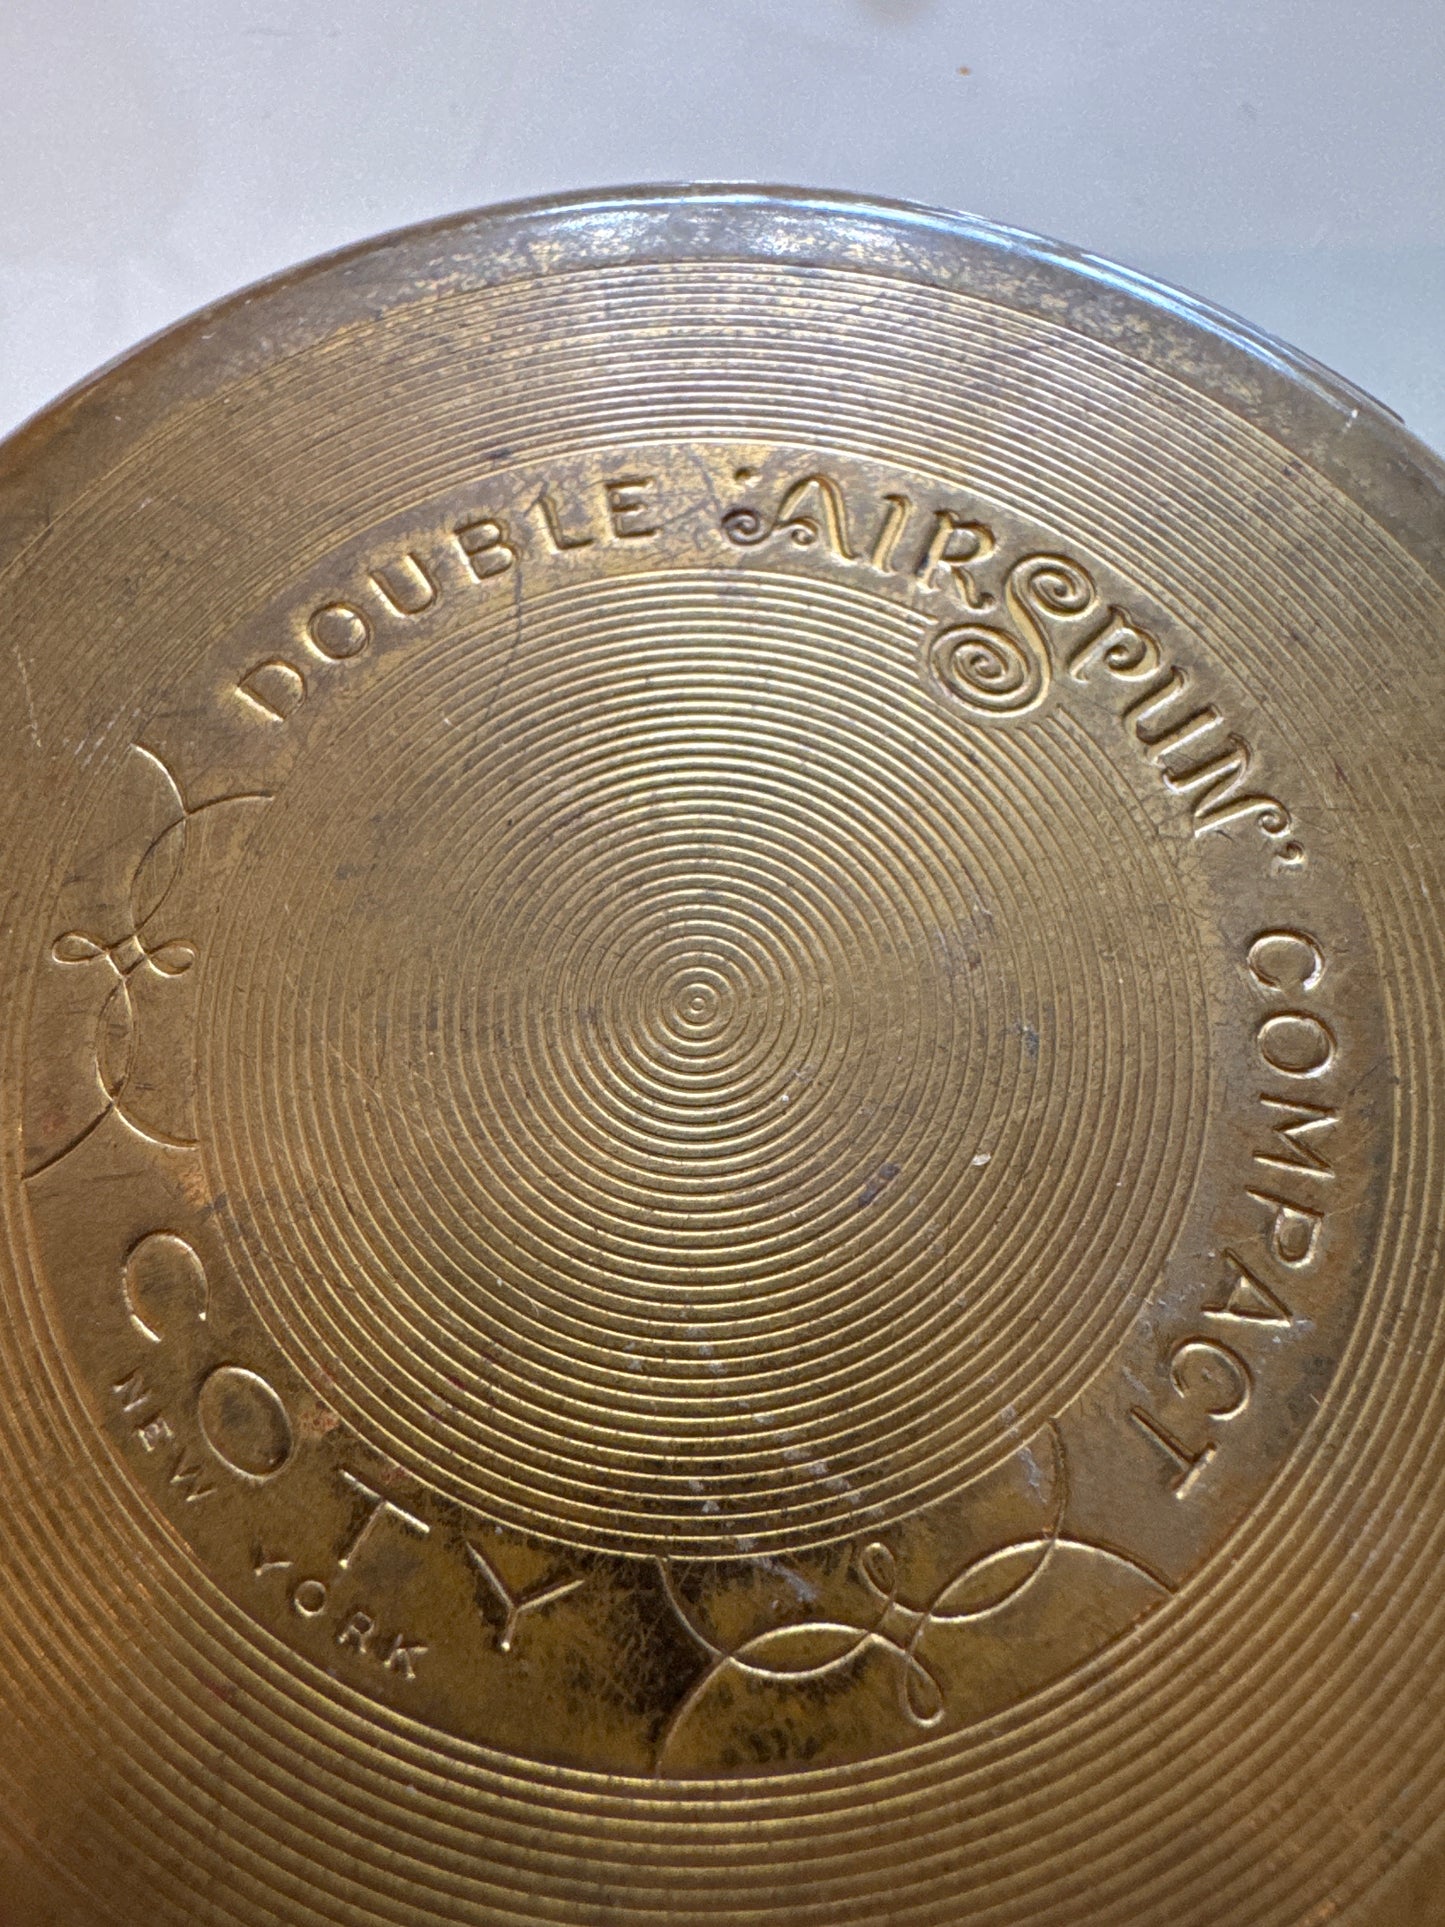 DOUBLE 'AIRSPUN' COMPACT
COTY
NEW YORK